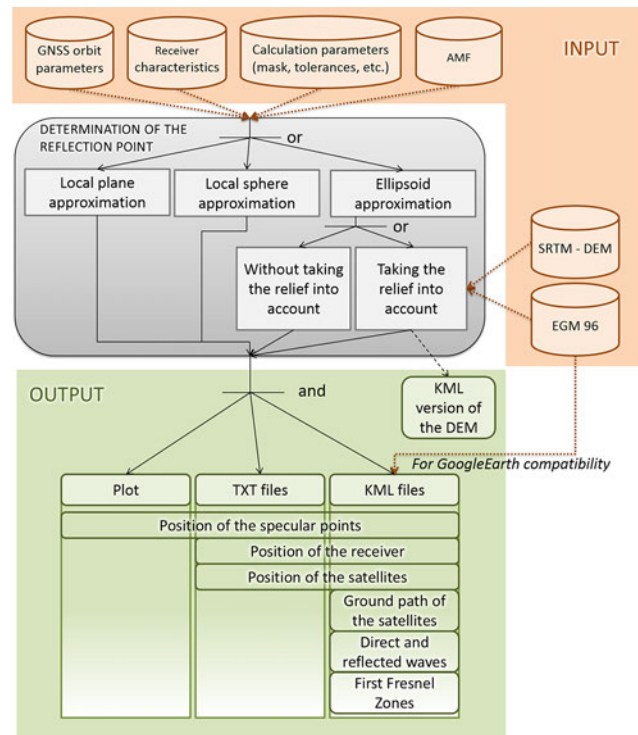 GNSS orbit
parameters
Receiver
characteristics
Calculation parameters
(mask, tolerances, etc.)
AMF
INPUT
DETERMINATION OF THE
REFLECTION POINT
or
Local plane
approximation
Local sphere
approximation
Ellipsoid
approximation
or
Without taking
the relief into
account
Taking the
relief into
account
SRTM - DEM
EGM 96
OUTPUT
and
KML
version of
the DEM
For GoogleEarth compatibility
Plot
TXT files
KML files
Position of the specular points
Position of the receiver
Position of the satellites
Ground path of
the satellites
Direct and
reflected waves
First Fresnel
Zones